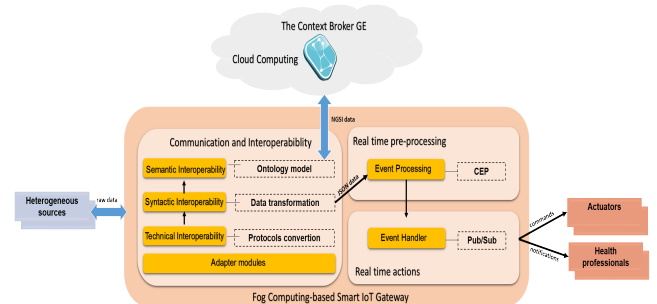 The Context Broker GE
Cloud Computing
NGSI data
Communication and Interoperabiblity
Real time pre-processing
Semantic Interoperability
Ontology model
Event Processing
CEP
JSON data
Heterogeneous
sources
raw data
Syntactic Interoperability
Data transformation
Technical Interoperability
Protocols convertion
Event Handler
Pub/Sub
Adapter modules
Real time actions
commands
notifications
Actuators
Health
professionals
Fog Computing-based Smart IoT Gateway